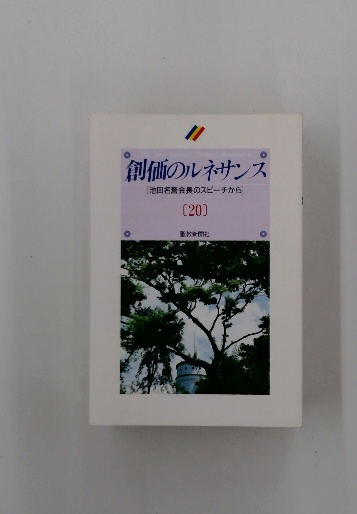 創価のルネサンス
[池田名誉会長のスピーチから]
〔20〕
聖教新聞社